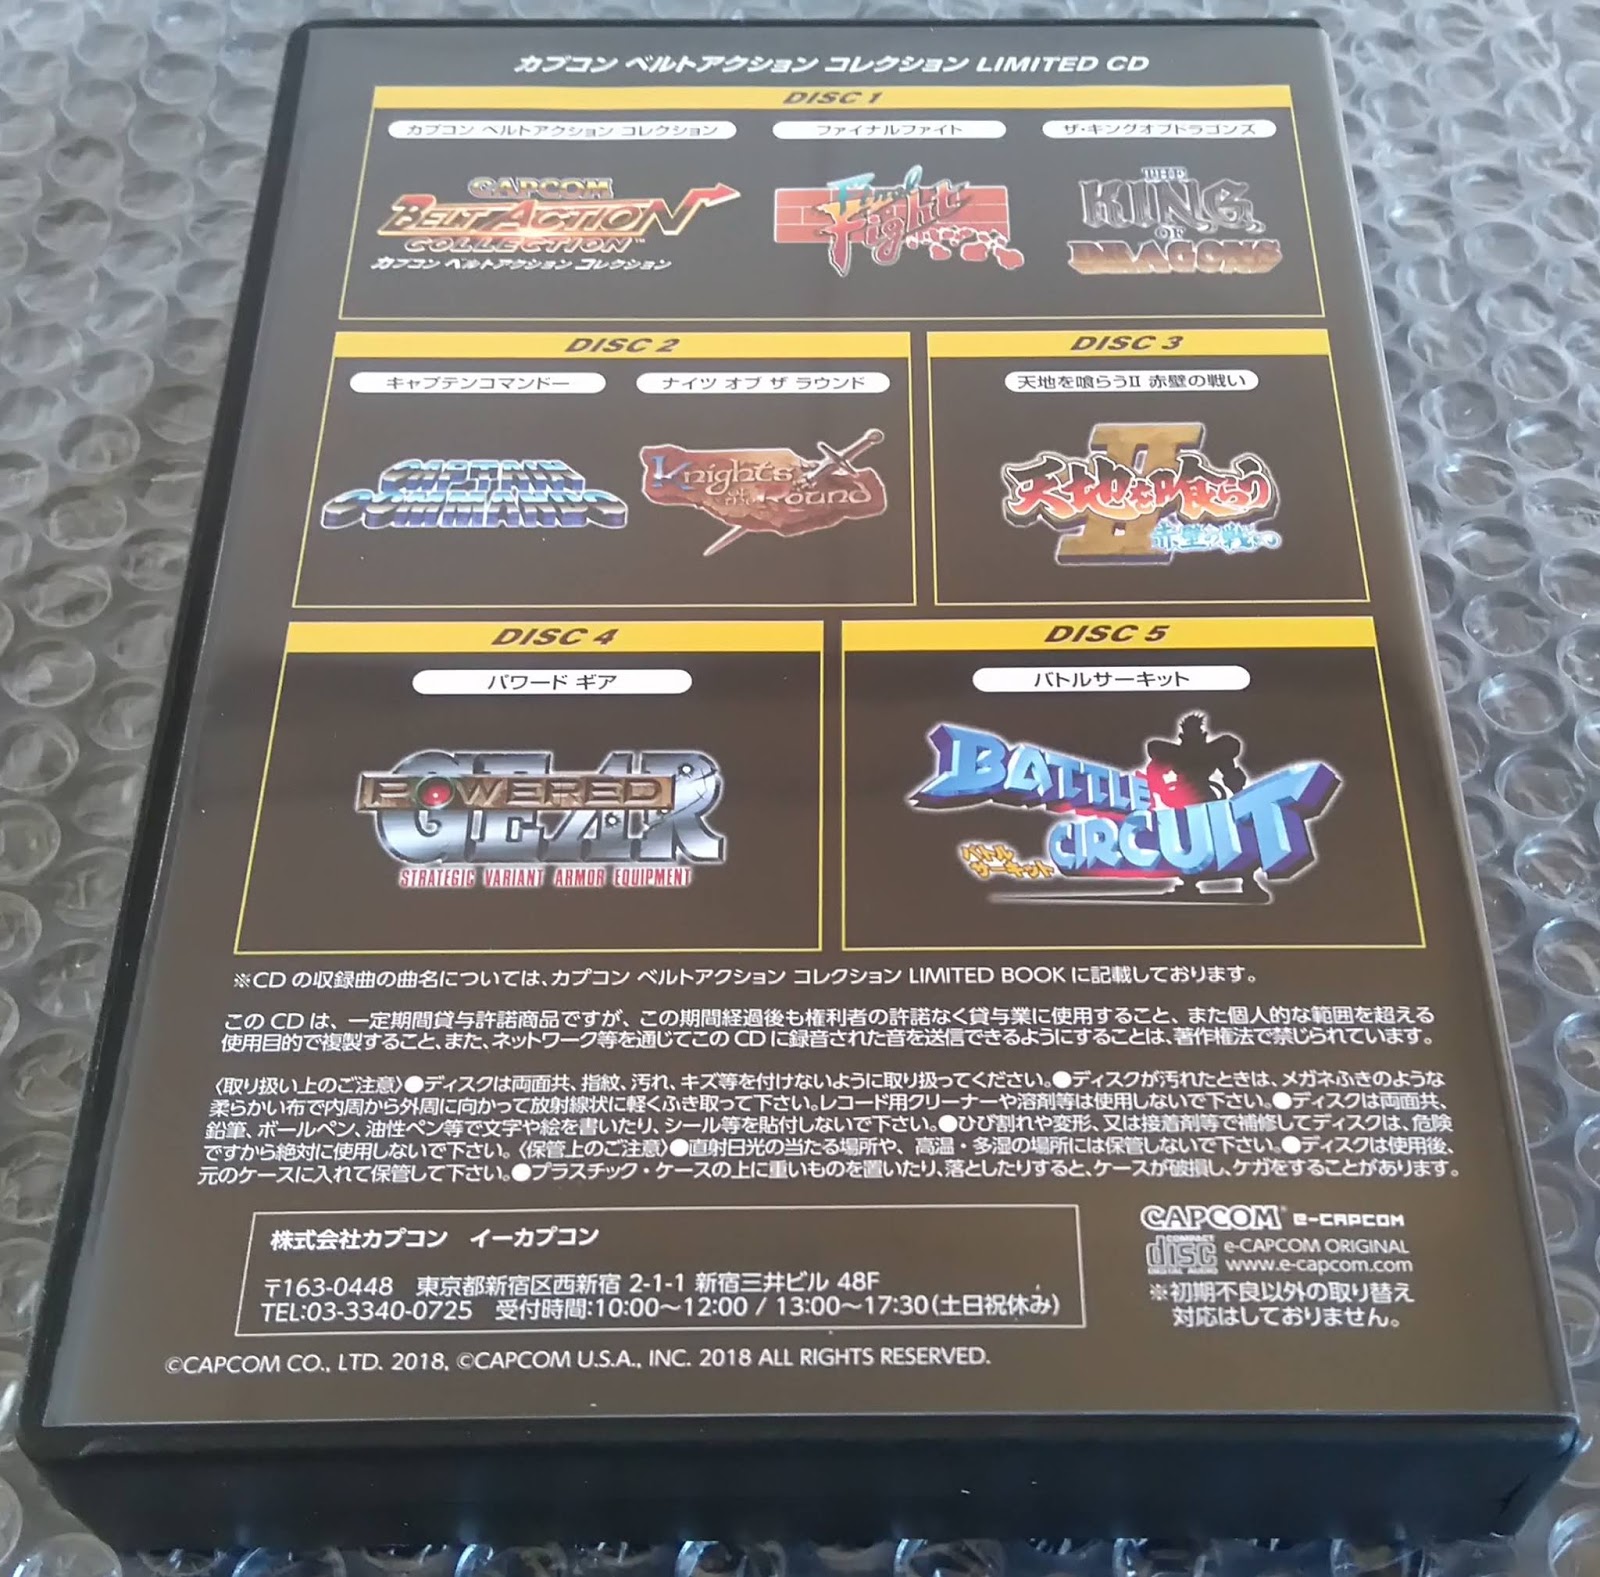 カプコン ベルトアクション コレクション LIMITED CD
DISC 1
カプコン ベルトアクション コレクション
ファイナルファイト
ザ・キングオブドラゴンズ
CAPCOM
BELT ACTION
COLLECTION™
カプコン ベルトアクション コレクション
Final
Fight
THE
KING
OF
DRAGONS
DISC 2
キャプテンコマンドー
ナイツ オブ ザ ラウンド
CAPTAIN
COMMANDO
Knights
of the Round
DISC 3
天地を喰らうII 赤壁の戦い
天地を喰らう
II
赤壁の戦い
DISC 4
パワード ギア
POWERED
GEAR
STRATEGIC VARIANT ARMOR EQUIPMENT
DISC 5
バトルサーキット
BATTLE
CIRCUIT
バトル
サーキット
※CD の収録曲の曲名については、カプコン ベルトアクション コレクション LIMITED BOOK に記載しております。
この CD は、一定期間貸与許諾商品ですが、この期間経過後も権利者の許諾なく貸与業に使用すること、また個人的な範囲を超える
使用目的で複製すること、また、ネットワーク等を通じてこの CD に録音された音を送信できるようにすることは、著作権法で禁じられています。
〈取り扱い上のご注意〉●ディスクは両面共、指紋、汚れ、キズ等を付けないように取り扱ってください。●ディスクが汚れたときは、メガネふきのような
柔らかい布で内周から外周に向かって放射線状に軽くふき取って下さい。レコード用クリーナーや溶剤等は使用しないで下さい。●ディスクは両面共、
鉛筆、ボールペン、油性ペン等で文字や絵を書いたり、シール等を貼付しないで下さい。●ひび割れや変形、又は接着剤等で補修してディスクは、危険
ですから絶対に使用しないで下さい。〈保管上のご注意〉●直射日光の当たる場所や、高温・多湿の場所には保管しないで下さい。●ディスクは使用後、
元のケースに入れて保管して下さい。●プラスチック・ケースの上に重いものを置いたり、落としたりすると、ケースが破損し、ケガをすることがあります。
株式会社カプコン イーカプコン
〒163-0448 東京都新宿区西新宿 2-1-1 新宿三井ビル 48F
TEL:03-3340-0725 受付時間:10:00～12:00 / 13:00～17:30(土日祝休み)
CAPCOM e-CAPCOM
COMPACT disc DIGITAL AUDIO
e-CAPCOM ORIGINAL
www.e-capcom.com
※初期不良以外の取り替え
対応はしておりません。
©CAPCOM CO., LTD. 2018, ©CAPCOM U.S.A., INC. 2018 ALL RIGHTS RESERVED.